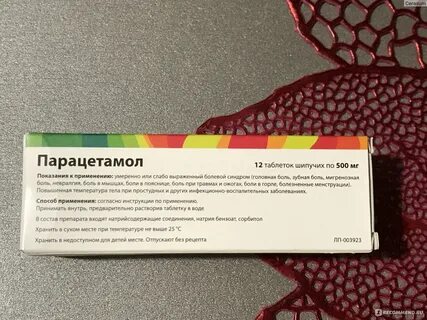 Cerasum
Парацетамол
12 таблеток шипучих по 500 мг
Показания к применению: умеренно или слабо выраженный болевой синдром (головная боль, зубная боль, мигренозная
боль, невралгия, боль в мышцах, боли в пояснице, боль при травмах и ожогах, боли в горле, болезненные менструации).
Повышенная температура тела при простудных и других инфекционно-воспалительных заболеваниях.
Способ применения: согласно инструкции по применению.
Принимать внутрь, предварительно растворив таблетку в воде
В состав препарата входят натрийсодержащие соединения, натрия бензоат, сорбитол
Хранить в сухом месте при температуре не выше 25 °С
Хранить в недоступном для детей месте. Отпускают без рецепта
ЛП-003923
IRECOMMEND.RU